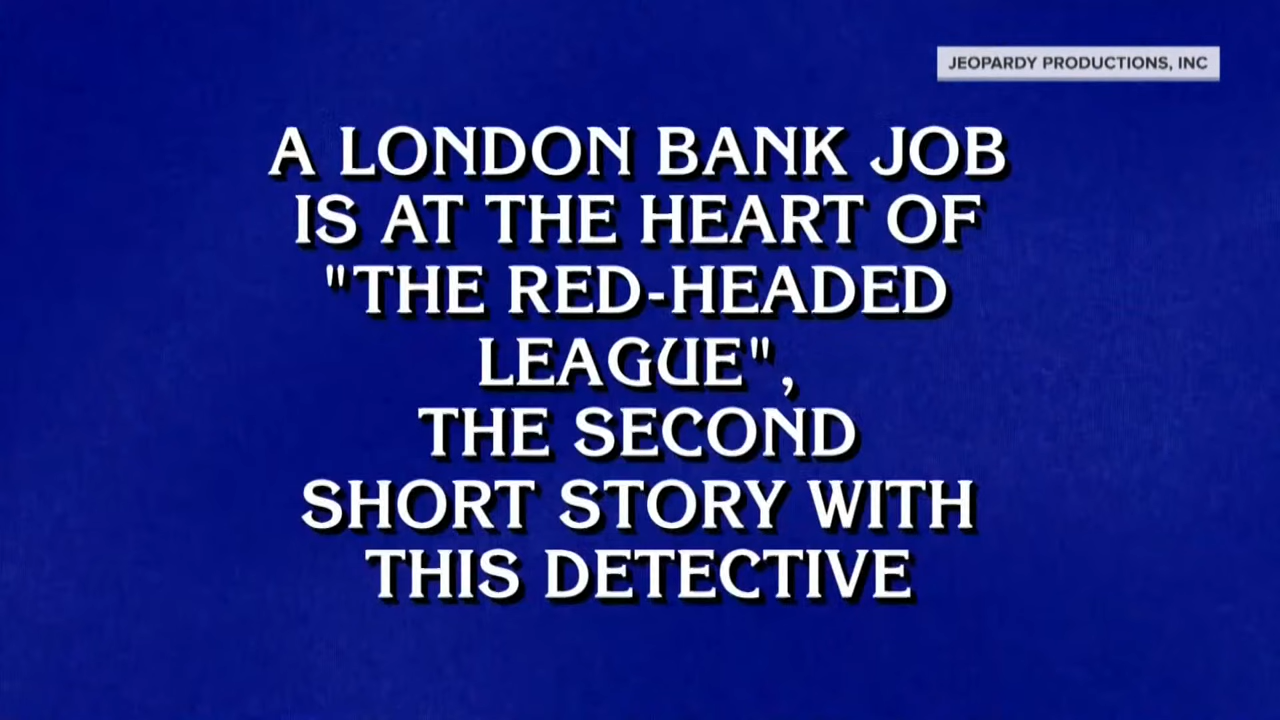 JEOPARDY PRODUCTIONS, INC
A LONDON BANK JOB
IS AT THE HEART OF
"THE RED-HEADED
LEAGUE",
THE SECOND
SHORT STORY WITH
THIS DETECTIVE